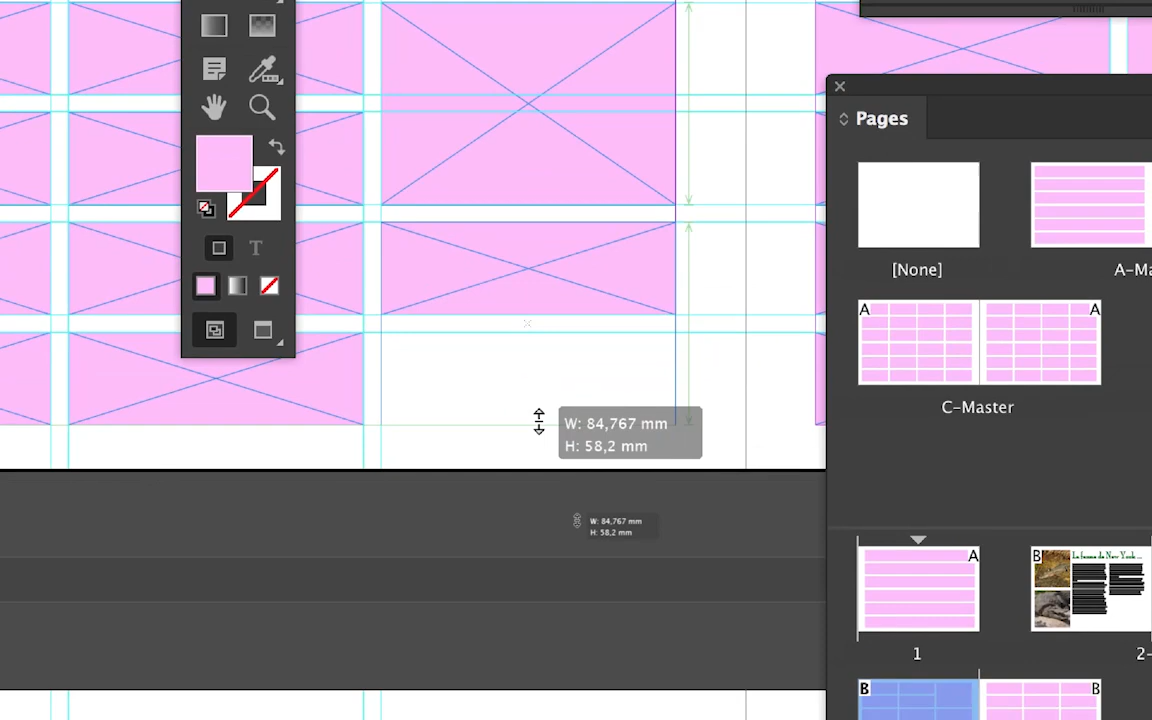 Pages
[None]
A-Ma
A
A
C-Master
W: 84,767 mm
H: 58,2 mm
W: 84,767 mm
H: 58,2 mm
A
B
La fauna de New York ...
1
2-
B
B
T